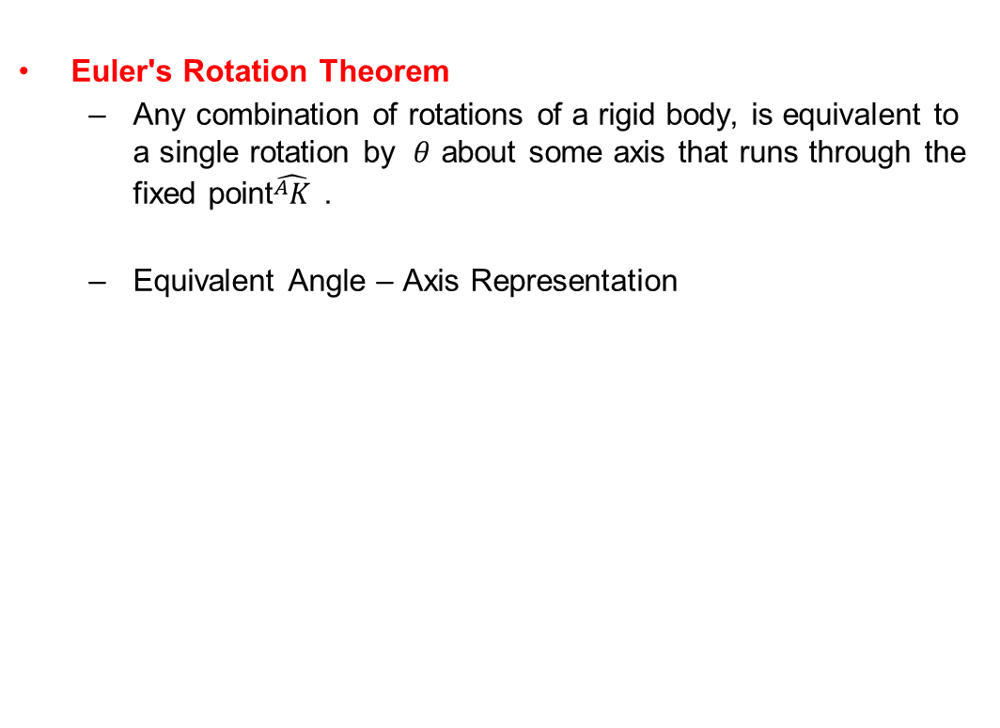 • Euler's Rotation Theorem
– Any combination of rotations of a rigid body, is equivalent to
a single rotation by θ about some axis that runs through the
fixed point $\widehat{^{A}K}$ .
– Equivalent Angle – Axis Representation